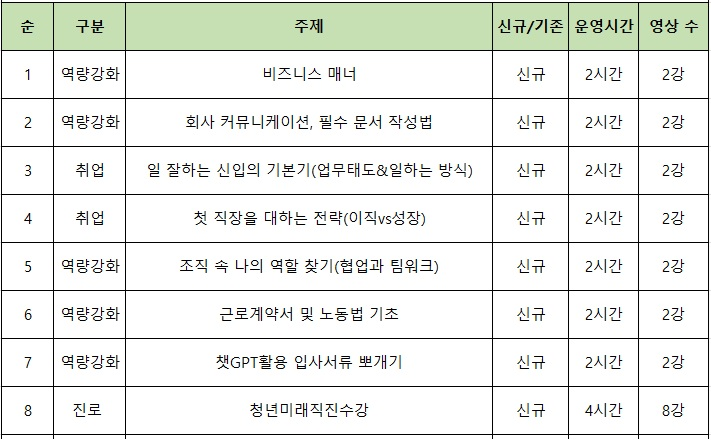 순 구분 주제 신규/기존 운영시간 영상 수
1 역량강화 비즈니스 매너 신규 2시간 2강
2 역량강화 회사 커뮤니케이션, 필수 문서 작성법 신규 2시간 2강
3 취업 일 잘하는 신입의 기본기(업무태도&일하는 방식) 신규 2시간 2강
4 취업 첫 직장을 대하는 전략(이직vs성장) 신규 2시간 2강
5 역량강화 조직 속 나의 역할 찾기(협업과 팀워크) 신규 2시간 2강
6 역량강화 근로계약서 및 노동법 기초 신규 2시간 2강
7 역량강화 챗GPT활용 입사서류 뽀개기 신규 2시간 2강
8 진로 청년미래직진수강 신규 4시간 8강